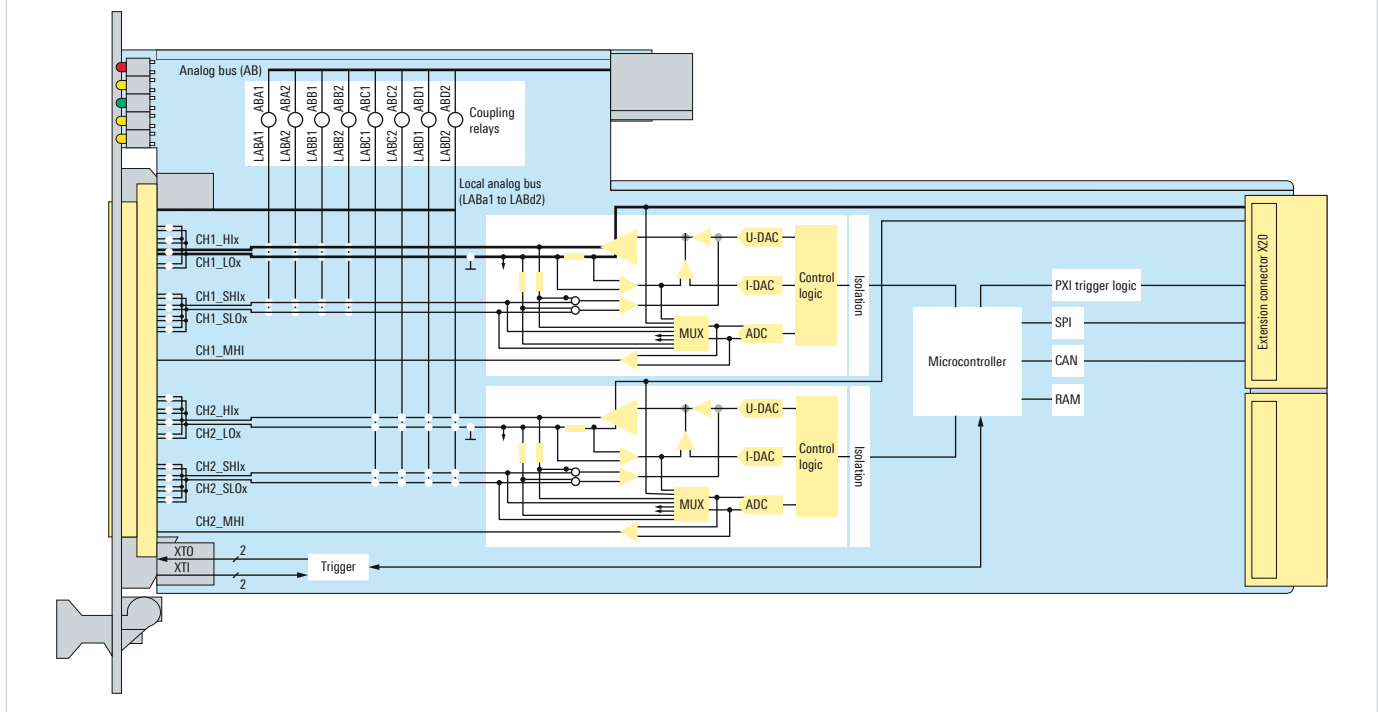 Analog bus (AB)
ABA1
ABA2
ABB1
ABB2
ABC1
ABC2
ABD1
ABD2
Coupling
relays
LABA1
LABA2
LABB1
LABB2
LABC1
LABC2
LABD1
LABD2
Local analog bus
(LABa1 to LABd2)
CH1_HIx
CH1_LOx
CH1_SHIx
CH1_SLOx
CH1_MHI
U-DAC
I-DAC
Control
logic
MUX
ADC
Isolation
CH2_HIx
CH2_LOx
CH2_SHIx
CH2_SLOx
CH2_MHI
U-DAC
I-DAC
Control
logic
MUX
ADC
Isolation
Microcontroller
PXI trigger logic
SPI
CAN
RAM
Extension connector X20
XTO
2
XTI
2
Trigger